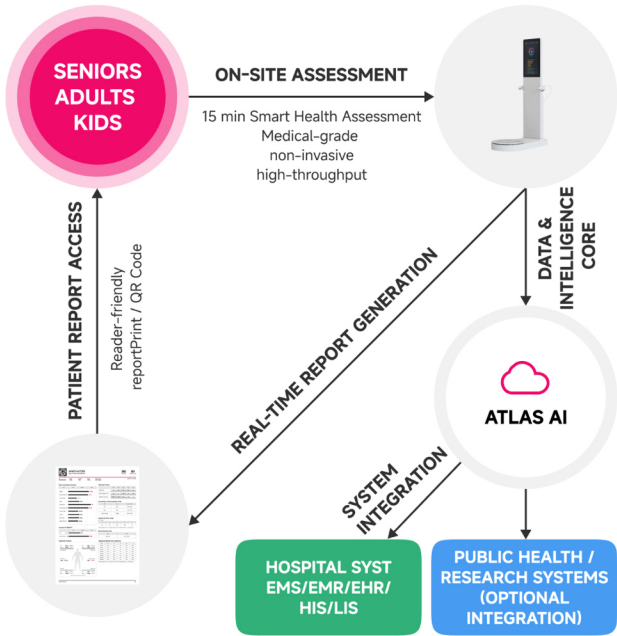 SENIORS
ADULTS
KIDS
ON-SITE ASSESSMENT
15 min Smart Health Assessment
Medical-grade
non-invasive
high-throughput
PATIENT REPORT ACCESS
Reader-friendly
reportPrint / QR Code
REAL-TIME REPORT GENERATION
DATA &
INTELLIGENCE
CORE
ATLAS AI
SYSTEM
INTEGRATION
HOSPITAL SYST
EMS/EMR/EHR/
HIS/LIS
PUBLIC HEALTH /
RESEARCH SYSTEMS
(OPTIONAL
INTEGRATION)